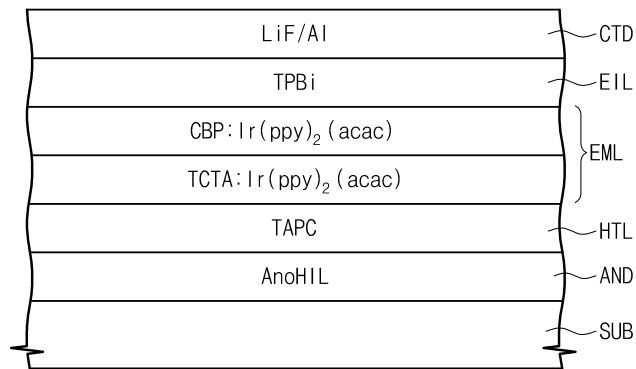 LiF/Al CTD
TPBi EIL
CBP:Ir(ppy)₂(acac)
EML
TCTA:Ir(ppy)₂(acac)
TAPC HTL
AnoHIL AND
SUB